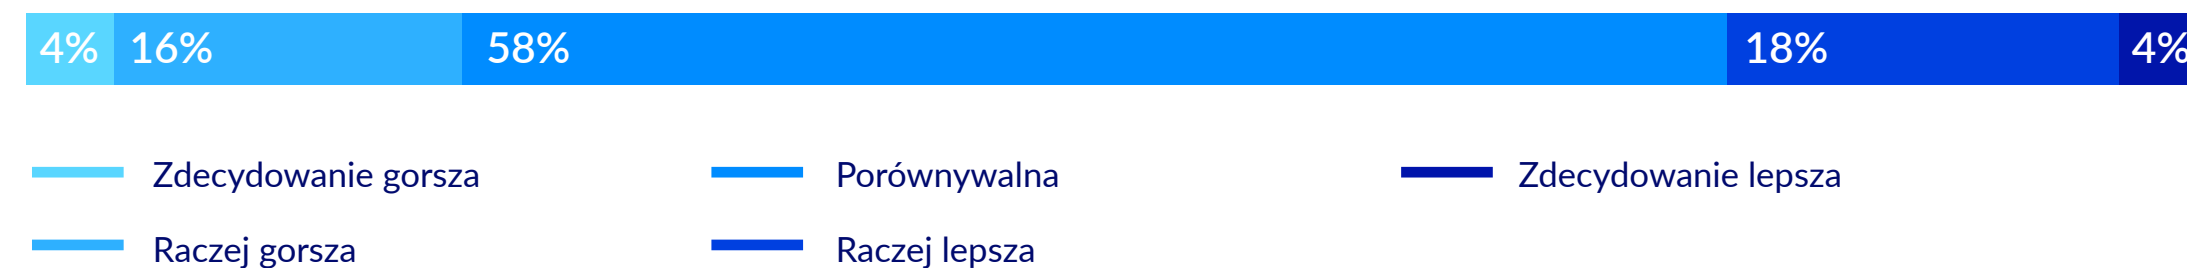 4% 16% 58% 18% 4%
Zdecydowanie gorsza Porównywalna Zdecydowanie lepsza
Raczej gorsza Raczej lepsza